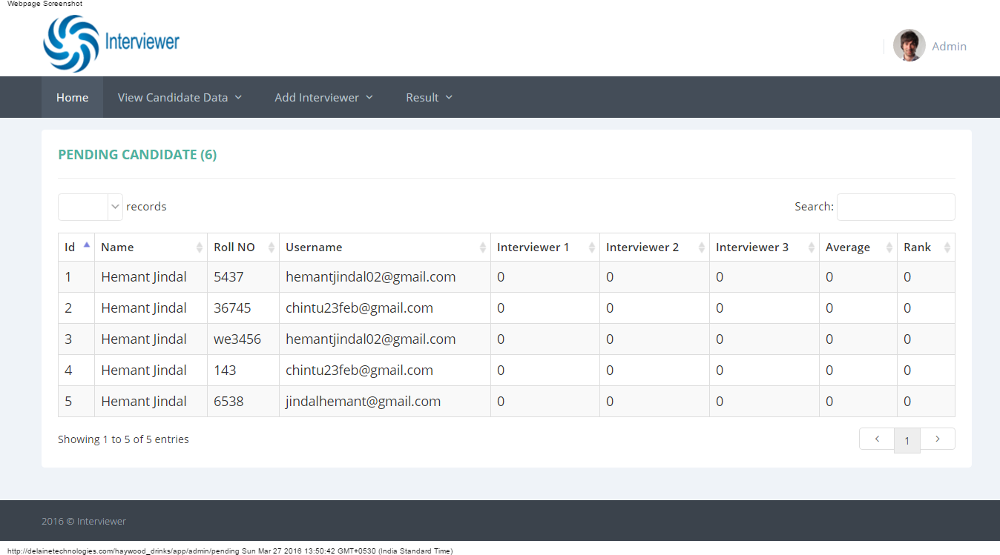 Webpage Screenshot
Interviewer
Admin
Home View Candidate Data Add Interviewer Result
PENDING CANDIDATE (6)
records Search:
Id Name Roll NO Username Interviewer 1 Interviewer 2 Interviewer 3 Average Rank
1 Hemant Jindal 5437 hemantjindal02@gmail.com 0 0 0 0 0
2 Hemant Jindal 36745 chintu23feb@gmail.com 0 0 0 0 0
3 Hemant Jindal we3456 hemantjindal02@gmail.com 0 0 0 0 0
4 Hemant Jindal 143 chintu23feb@gmail.com 0 0 0 0 0
5 Hemant Jindal 6538 jindalhemant@gmail.com 0 0 0 0 0
Showing 1 to 5 of 5 entries 1
2016 © Interviewer
http://delainetechnologies.com/haywood_drinks/app/admin/pending Sun Mar 27 2016 13:50:42 GMT+0530 (India Standard Time)